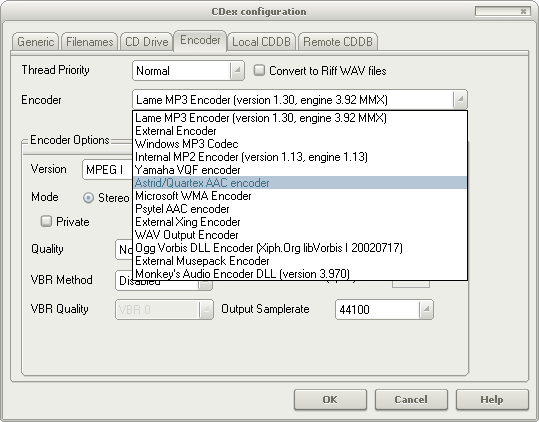 CDex configuration
Generic Filenames CD Drive Encoder Local CDDB Remote CDDB
Thread Priority Normal Convert to Riff WAV files
Encoder Lame MP3 Encoder (version 1.30, engine 3.92 MMX)
Lame MP3 Encoder (version 1.30, engine 3.92 MMX)
External Encoder
Encoder Options
Windows MP3 Codec
Internal MP2 Encoder (version 1.13, engine 1.13)
Version MPEG I Yamaha VQF encoder
Astrid/Quartex AAC encoder
Mode Stereo Microsoft WMA Encoder
Psytel AAC encoder
Private External Xing Encoder
WAV Output Encoder
Quality Ogg Vorbis DLL Encoder (Xiph.Org libVorbis I 20020717)
External Musepack Encoder
VBR Method Disabled Monkey's Audio Encoder DLL (version 3.970)
VBR Quality VBR 0 Output Samplerate 44100
OK Cancel Help